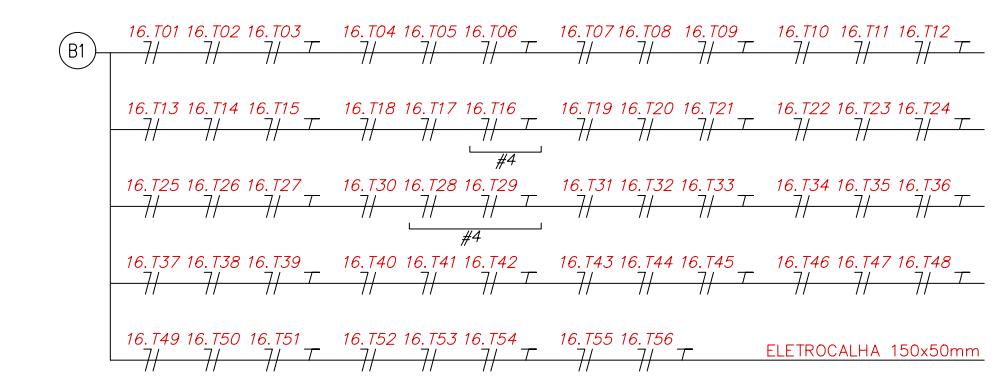 16.T01 16.T02 16.T03 16.T04 16.T05 16.T06 16.T07 16.T08 16.T09 16.T10 16.T11 16.T12
B1
16.T13 16.T14 16.T15 16.T18 16.T17 16.T16 16.T19 16.T20 16.T21 16.T22 16.T23 16.T24
#4
16.T25 16.T26 16.T27 16.T30 16.T28 16.T29 16.T31 16.T32 16.T33 16.T34 16.T35 16.T36
#4
16.T37 16.T38 16.T39 16.T40 16.T41 16.T42 16.T43 16.T44 16.T45 16.T46 16.T47 16.T48
16.T49 16.T50 16.T51 16.T52 16.T53 16.T54 16.T55 16.T56
ELETROCALHA 150x50mm